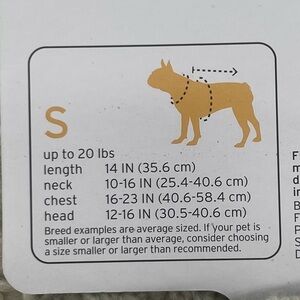 S
up to 20 lbs
length 14 IN (35.6 cm)
neck 10-16 IN (25.4-40.6 cm)
chest 16-23 IN (40.6-58.4 cm)
head 12-16 IN (30.5-40.6 cm)
Breed examples are average sized. If your pet is
smaller or larger than average, consider choosing
a size smaller or larger than recommended.